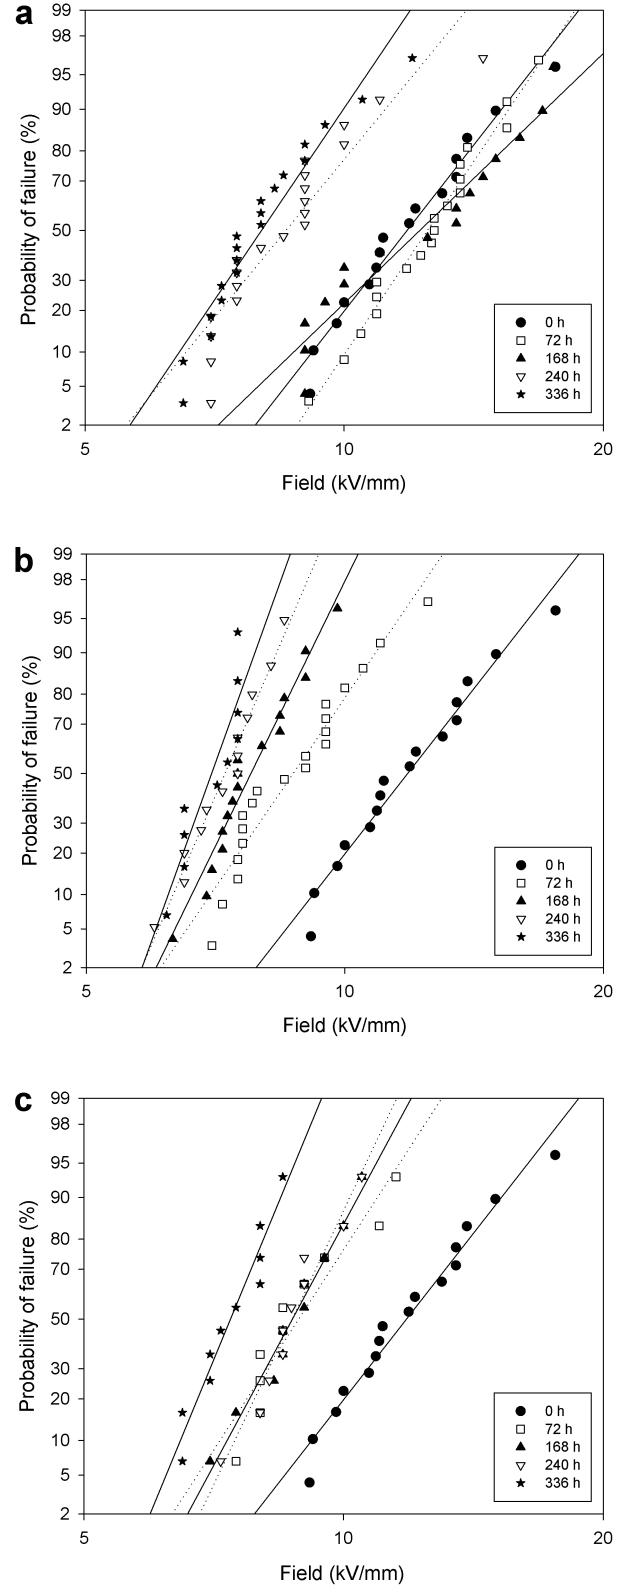 a
99
98
95
90
80
70
50
30
20
10
5
2
Probability of failure (%)
0 h
72 h
168 h
240 h
336 h
5 10 20
Field (kV/mm)
b
99
98
95
90
80
70
50
30
20
10
5
2
Probability of failure (%)
0 h
72 h
168 h
240 h
336 h
5 10 20
Field (kV/mm)
c
99
98
95
90
80
70
50
30
20
10
5
2
Probability of failure (%)
0 h
72 h
168 h
240 h
336 h
5 10 20
Field (kV/mm)